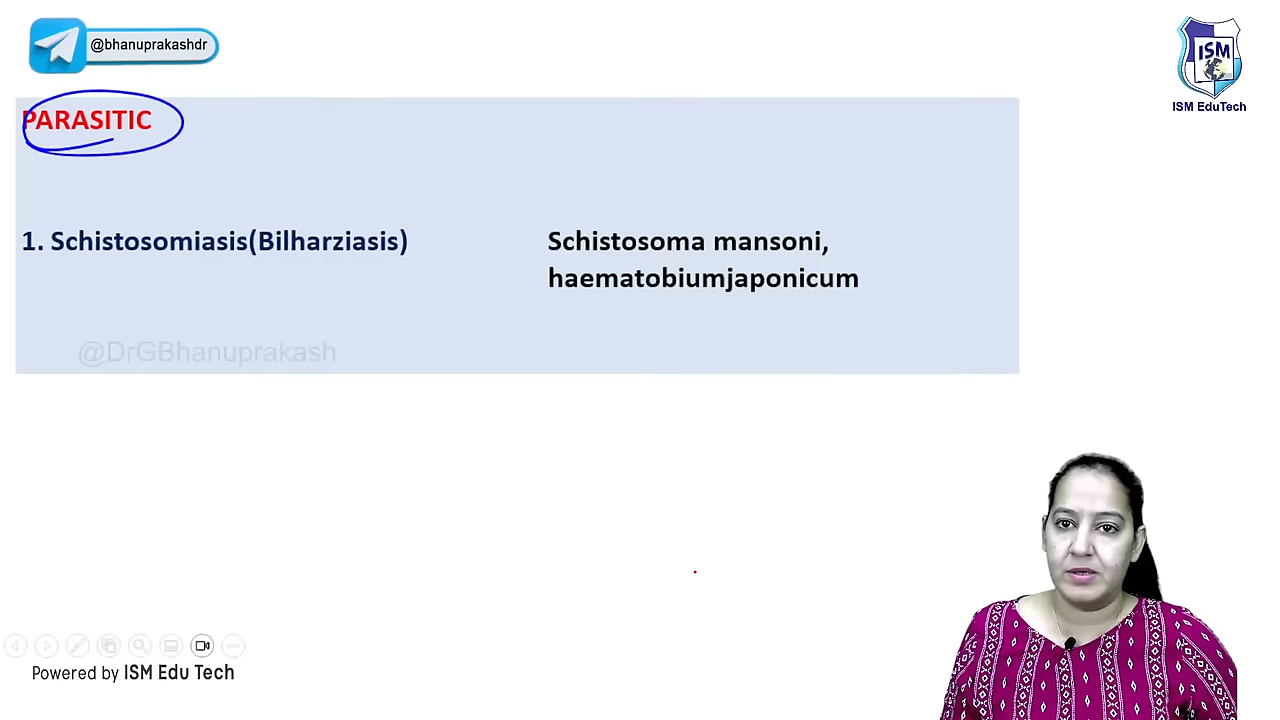 @bhanuprakashdr
ISM
ISM EduTech
PARASITIC
1. Schistosomiasis(Bilharziasis)
Schistosoma mansoni,
haematobiumjaponicum
@DrGBhanuprakash
Powered by ISM Edu Tech